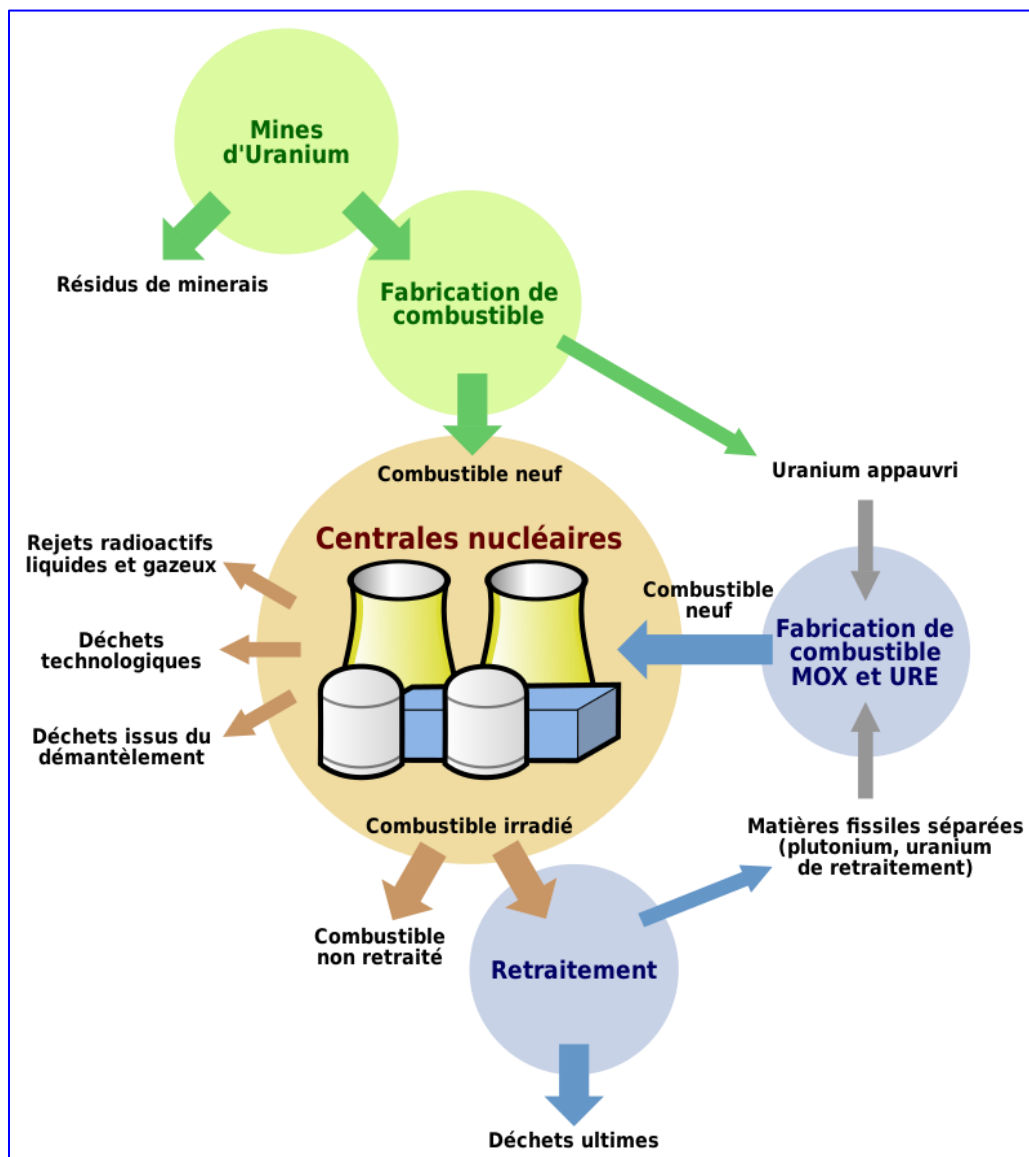 Mines
d'Uranium
Résidus de minerais
Fabrication de
combustible
Combustible neuf
Uranium appauvri
Centrales nucléaires
Rejets radioactifs
liquides et gazeux
Combustible
neuf
Déchets
technologiques
Fabrication de
combustible
MOX et URE
Déchets issus du
démantèlement
Combustible irradié
Matières fissiles séparées
(plutonium, uranium
de retraitement)
Combustible
non retraité
Retraitement
Déchets ultimes